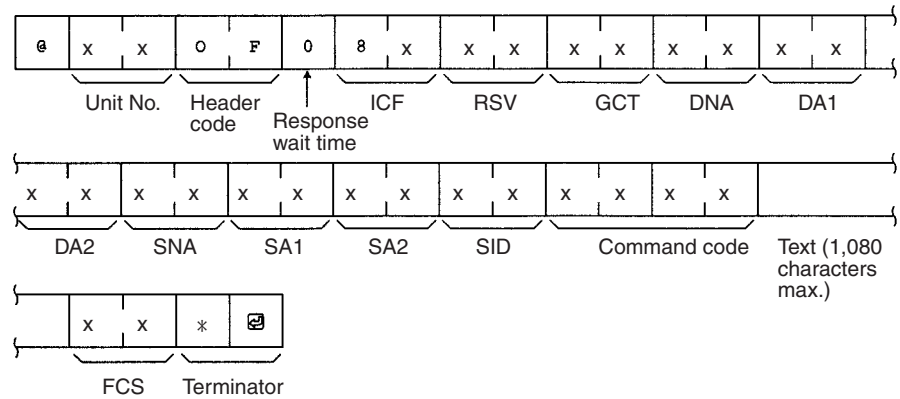 @ x x O F 0 8 x x x x x x x x x
Unit No. Header code Response wait time ICF RSV GCT DNA DA1
x x x x x x x x x x x x x x
DA2 SNA SA1 SA2 SID Command code Text (1,080 characters max.)
x x * ↵
FCS Terminator